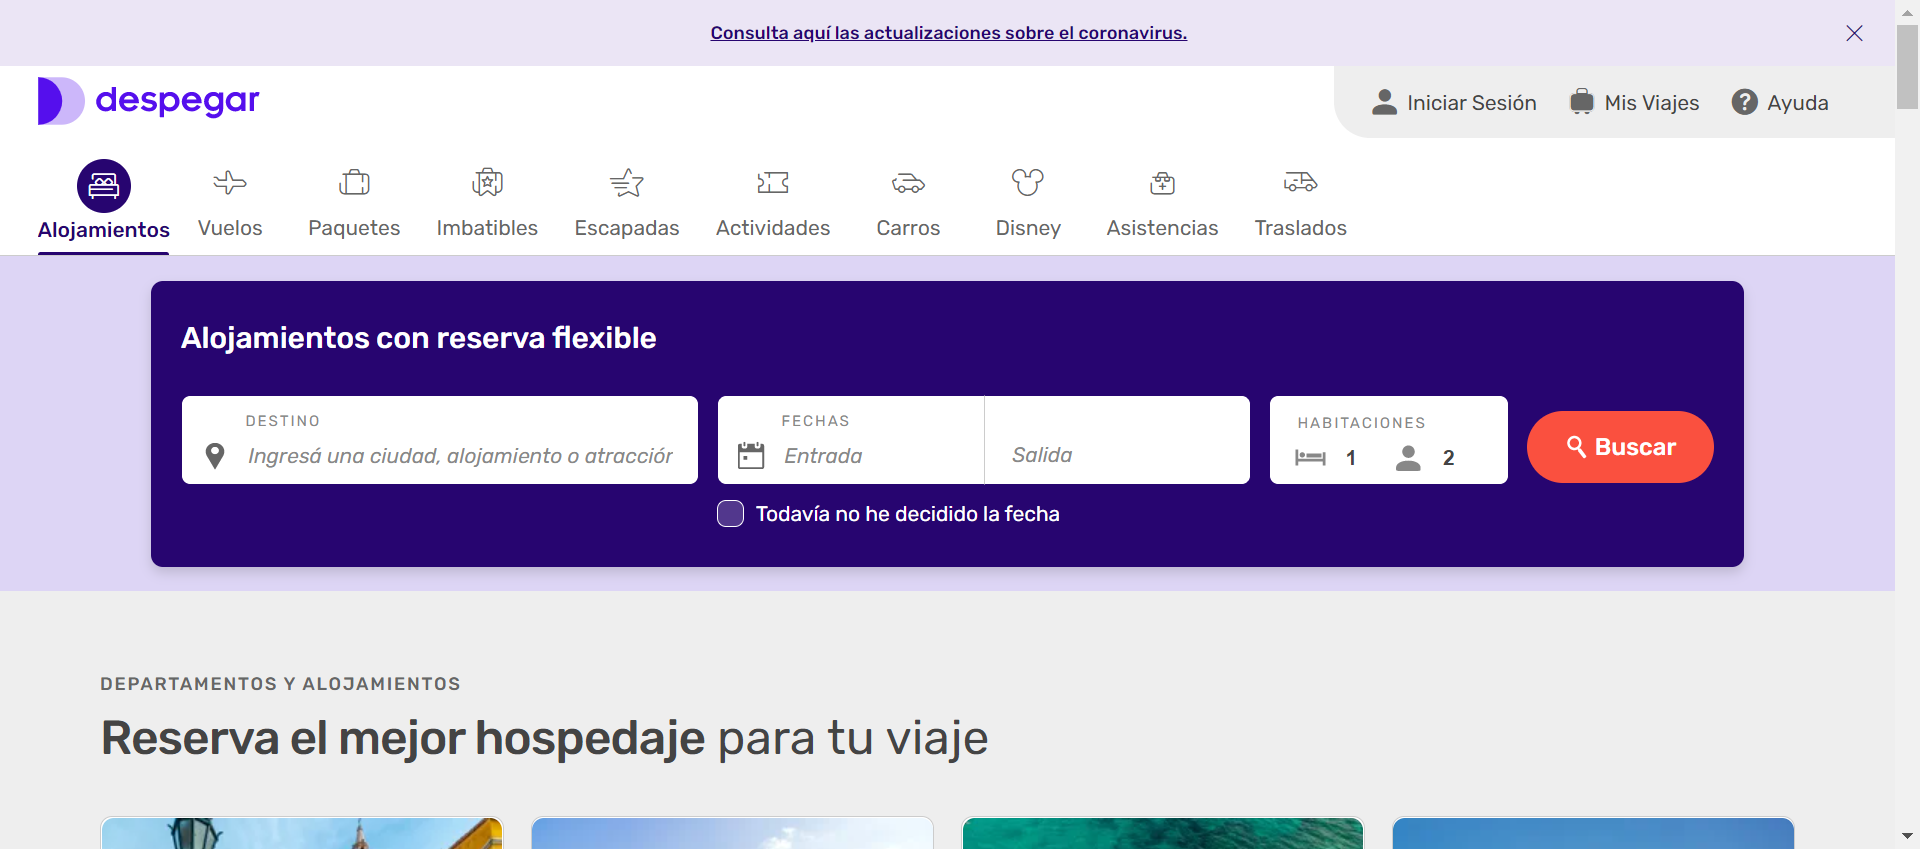 Consulta aquí las actualizaciones sobre el coronavirus.
despegar
Iniciar Sesión
Mis Viajes
Ayuda
Alojamientos
Vuelos
Paquetes
Imbatibles
Escapadas
Actividades
Carros
Disney
Asistencias
Traslados
Alojamientos con reserva flexible
DESTINO
Ingresá una ciudad, alojamiento o atracciór
FECHAS
Entrada
Salida
HABITACIONES
1
2
Buscar
Todavía no he decidido la fecha
DEPARTAMENTOS Y ALOJAMIENTOS
Reserva el mejor hospedaje para tu viaje